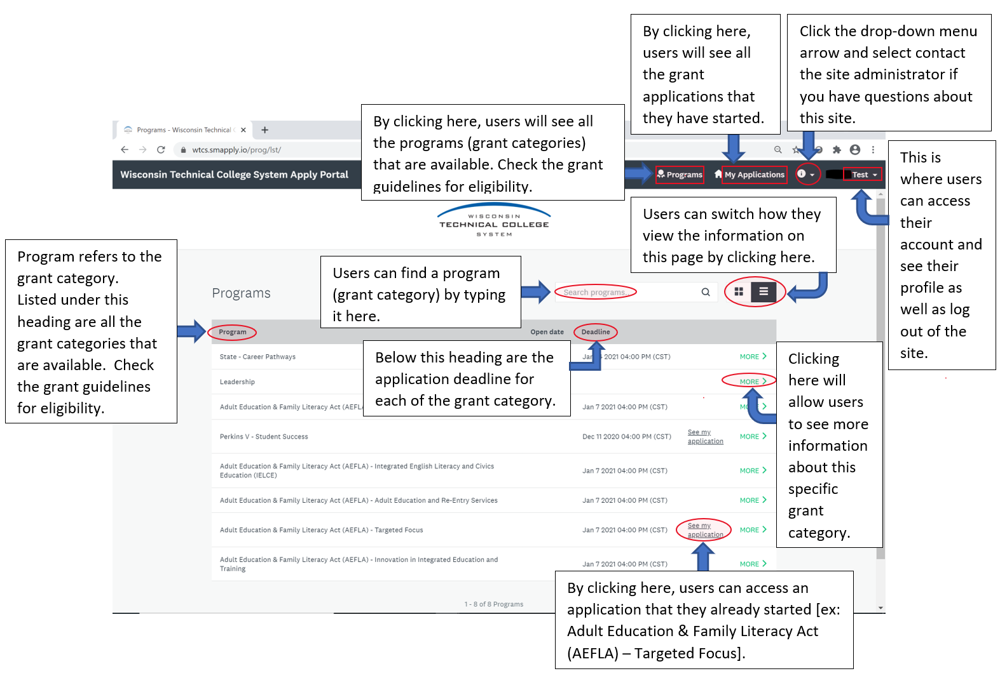 By clicking here,
users will see all
the grant
applications that
they have started.
Click the drop-down menu
arrow and select contact
the site administrator if
you have questions about
this site.
By clicking here, users will see all
the programs (grant categories)
that are available. Check the grant
guidelines for eligibility.
Programs - Wisconsin Technical
wtcs.smapply.io/prog/lst/
Wisconsin Technical College System Apply Portal
Programs
My Applications
Test
This is
where users
can access
their
account and
see their
profile as
well as log
out of the
site.
WISCONSIN
TECHNICAL COLLEGE
SYSTEM
Users can switch how they
view the information on
this page by clicking here.
Program refers to the
grant category.
Listed under this
heading are all the
grant categories that
are available.  Check
the grant guidelines
for eligibility.
Users can find a program
(grant category) by typing
it here.
Programs
Search programs...
Program Open date Deadline
Below this heading are the
application deadline for
each of the grant category.
State - Career Pathways 2021 04:00 PM (CST) MORE
Leadership MORE
Adult Education & Family Literacy Act (AEFLA) Jan 7 2021 04:00 PM (CST)
Perkins V - Student Success Dec 11 2020 04:00 PM (CST) See my
application MORE
Adult Education & Family Literacy Act (AEFLA) - Integrated English Literacy and Civics
Education (IELCE) Jan 7 2021 04:00 PM (CST) MORE
Adult Education & Family Literacy Act (AEFLA) - Adult Education and Re-Entry Services Jan 7 2021 04:00 PM (CST) MORE
Adult Education & Family Literacy Act (AEFLA) - Targeted Focus Jan 7 2021 04:00 PM (CST) See my
application MORE
Adult Education & Family Literacy Act (AEFLA) - Innovation in Integrated Education and
Training Jan 7 2021 04:00 PM (CST) MORE
1 - 8 of 8 Programs
Clicking
here will
allow users
to see more
information
about this
specific
grant
category.
By clicking here, users can access an
application that they already started [ex:
Adult Education & Family Literacy Act
(AEFLA) – Targeted Focus].